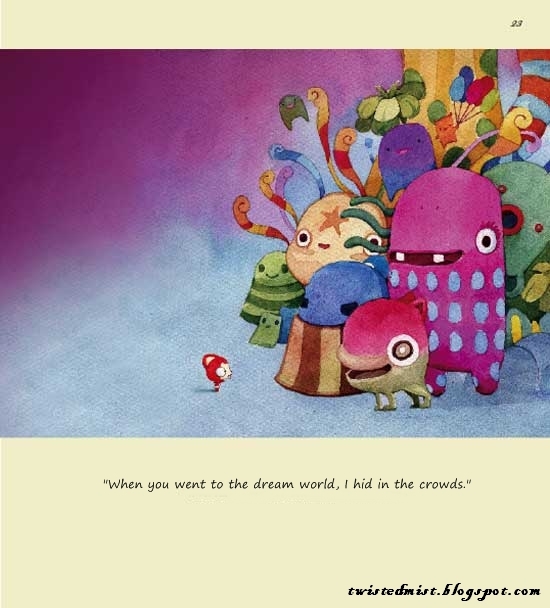 23
"When you went to the dream world, I hid in the crowds."
twistedmist.blogspot.com